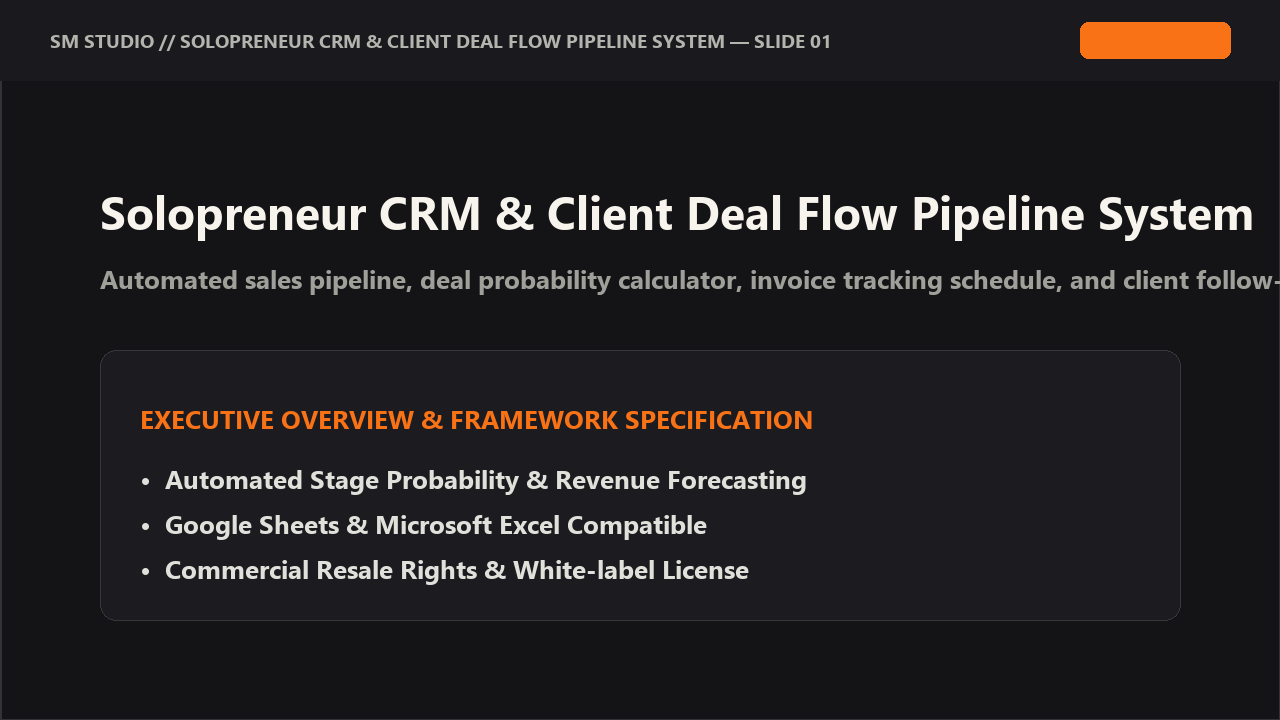 SM STUDIO // SOLOPRENEUR CRM & CLIENT DEAL FLOW PIPELINE SYSTEM — SLIDE 01
Solopreneur CRM & Client Deal Flow Pipeline System
Automated sales pipeline, deal probability calculator, invoice tracking schedule, and client follow-
EXECUTIVE OVERVIEW & FRAMEWORK SPECIFICATION
• Automated Stage Probability & Revenue Forecasting
• Google Sheets & Microsoft Excel Compatible
• Commercial Resale Rights & White-label License